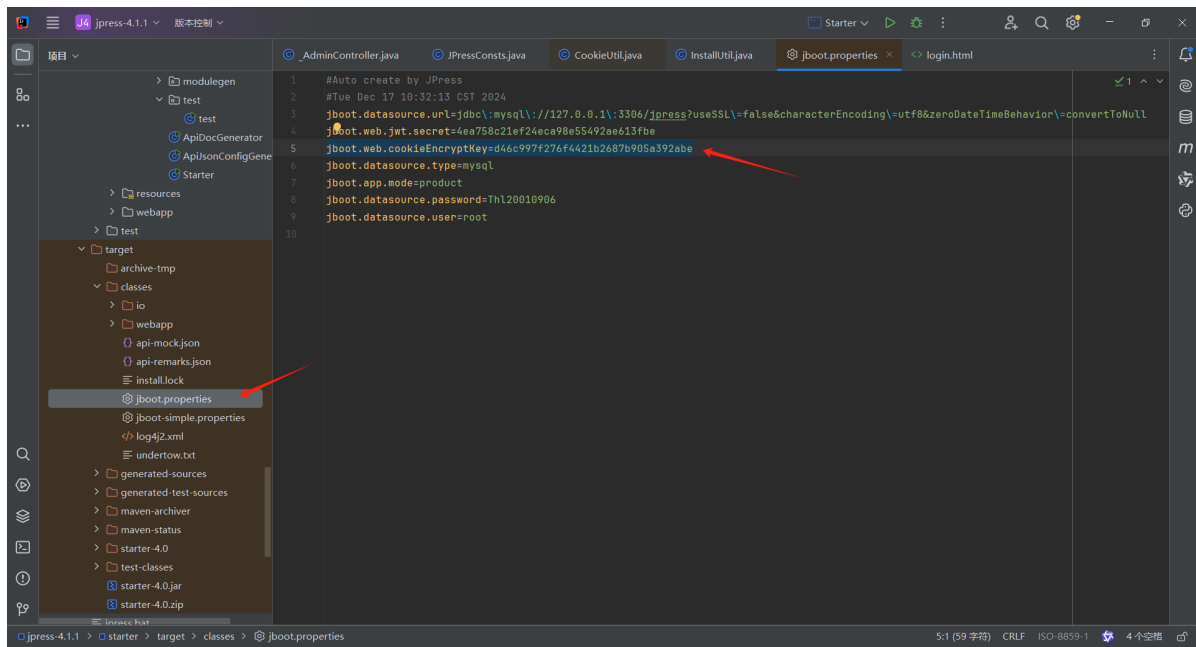 J4 jpress-4.1.1 版本控制 Starter
项目
_AdminController.java JPressConsts.java CookieUtil.java InstallUtil.java jboot.properties login.html
modulegen
test
test
ApiDocGenerator
ApiJsonConfigGene
Starter
resources
webapp
test
target
archive-tmp
classes
io
webapp
api-mock.json
api-remarks.json
install.lock
jboot.properties
jboot-simple.properties
log4j2.xml
undertow.txt
generated-sources
generated-test-sources
maven-archiver
maven-status
starter-4.0
test-classes
starter-4.0.jar
starter-4.0.zip
jpress.bat
1 #Auto create by JPress
2 #Tue Dec 17 10:32:13 CST 2024
3 jboot.datasource.url=jdbc\:mysql\://127.0.0.1\:3306/jpress?useSSL\=false&characterEncoding\=utf8&zeroDateTimeBehavior\=convertToNull
4 jboot.web.jwt.secret=4ea758c21ef24eca98e55492ae613fbe
5 jboot.web.cookieEncryptKey=d46c997f276f4421b2687b905a392abe
6 jboot.datasource.type=mysql
7 jboot.app.mode=product
8 jboot.datasource.password=Thl20010906
9 jboot.datasource.user=root
10
1
jpress-4.1.1 > starter > target > classes > jboot.properties
5:1 (59 字符) CRLF ISO-8859-1 4 个空格